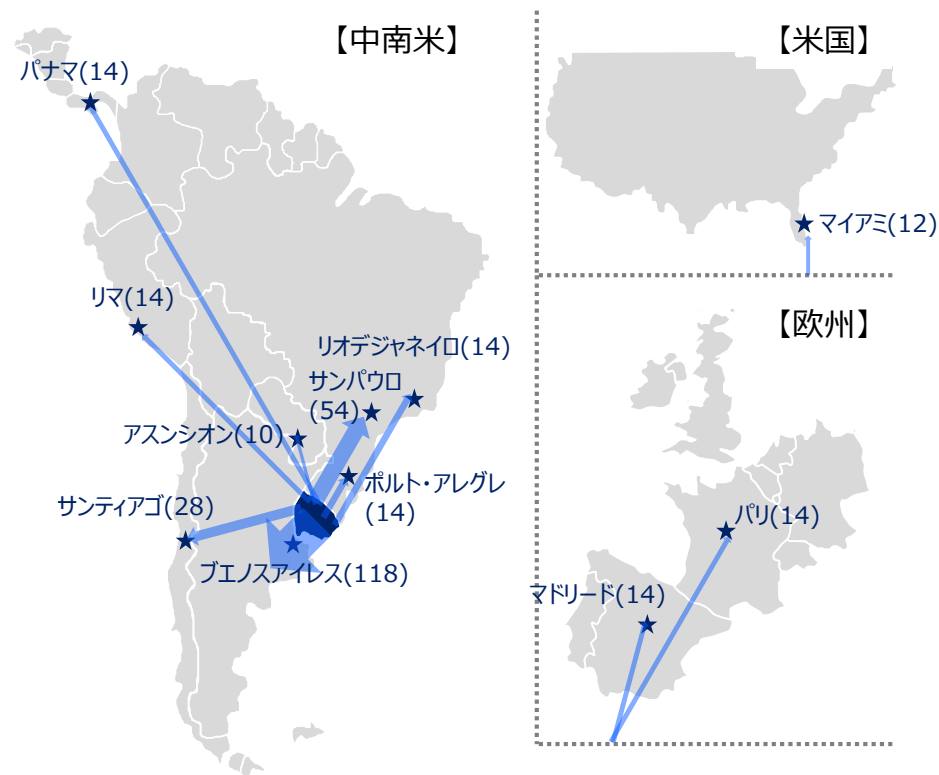 【中南米】
パナマ(14)
リマ(14)
リオデジャネイロ(14)
サンパウロ
(54)
アスンシオン(10)
ポルト・アレグレ
(14)
サンティアゴ(28)
ブエノスアイレス(118)
【米国】
マイアミ(12)
【欧州】
パリ(14)
マドリード(14)